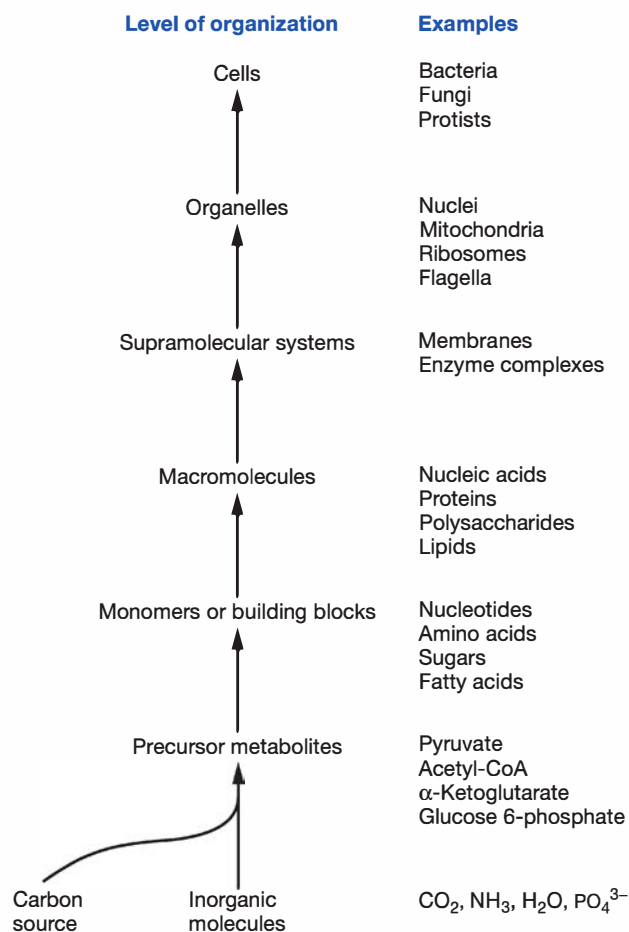 Level of organization Examples
Cells Bacteria
Fungi
Protists
Organelles Nuclei
Mitochondria
Ribosomes
Flagella
Supramolecular systems Membranes
Enzyme complexes
Macromolecules Nucleic acids
Proteins
Polysaccharides
Lipids
Monomers or building blocks Nucleotides
Amino acids
Sugars
Fatty acids
Precursor metabolites Pyruvate
Acetyl-CoA
α-Ketoglutarate
Glucose 6-phosphate
Carbon source
Inorganic molecules
CO₂, NH₃, H₂O, PO₄³⁻